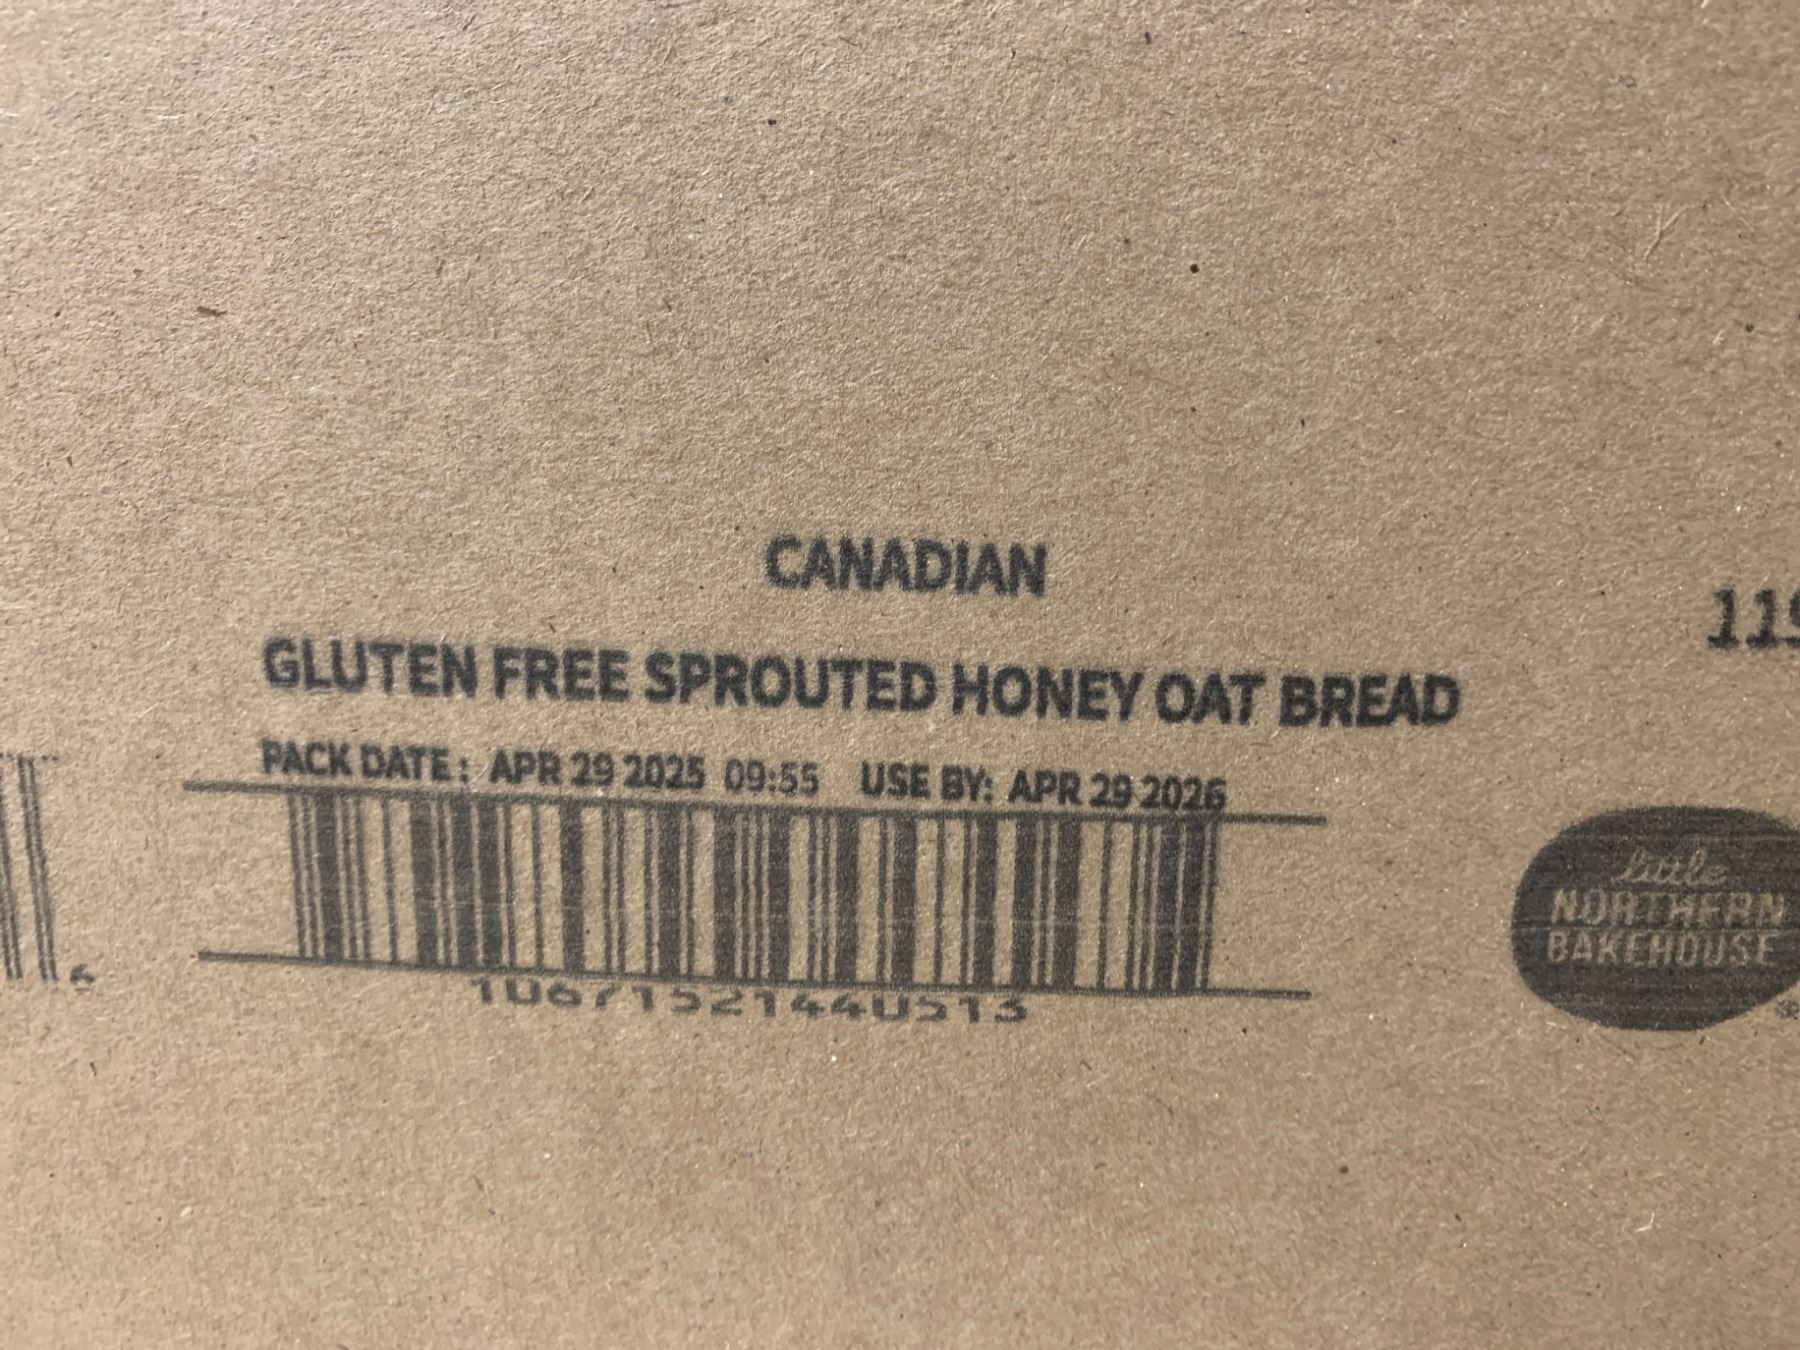 CANADIAN
GLUTEN FREE SPROUTED HONEY OAT BREAD
PACK DATE: APR 29 2025 09:55 USE BY: APR 29 2026
10671521440513
little
NORTHERN
BAKEHOUSE